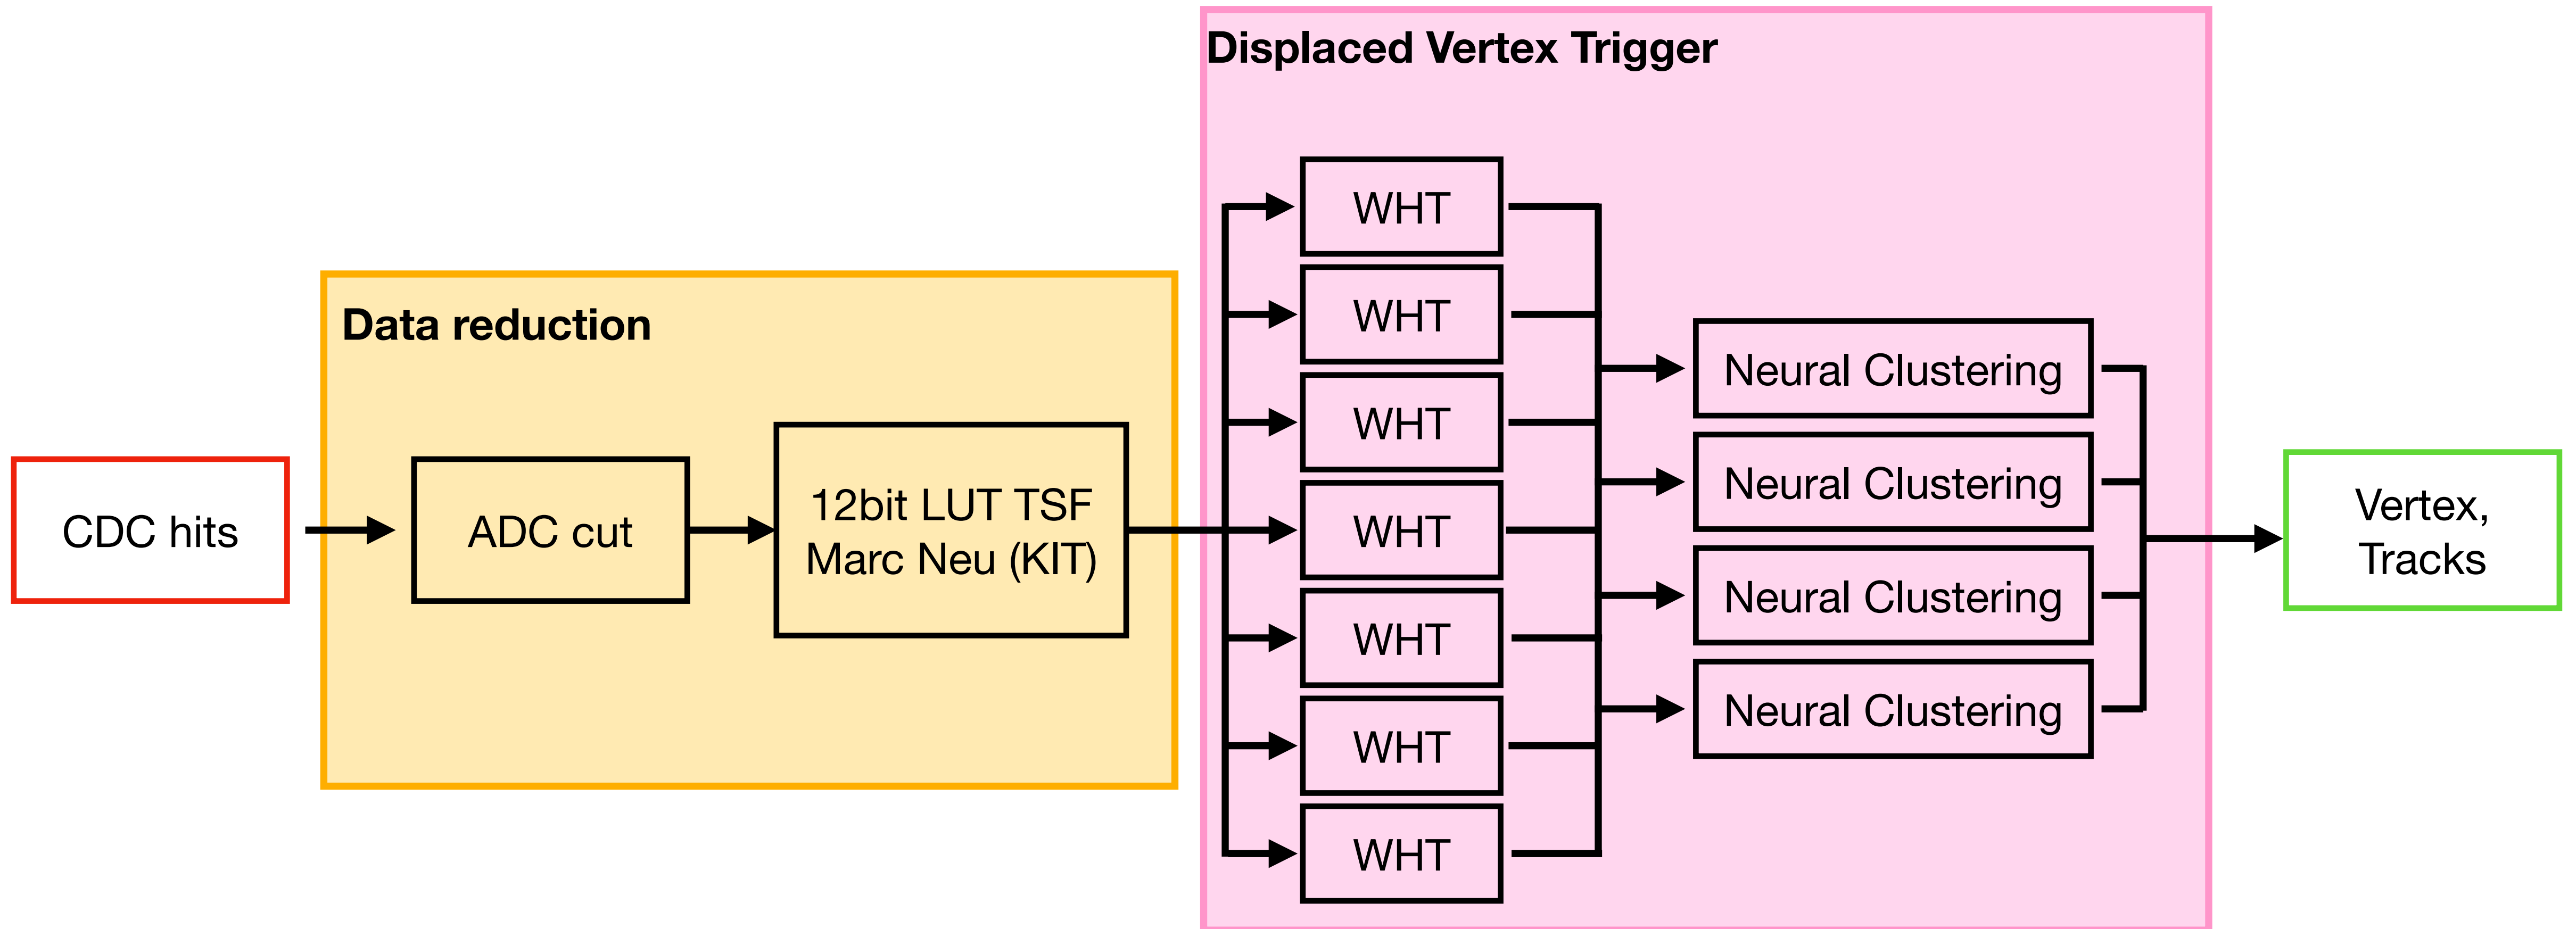 Displaced Vertex Trigger
Data reduction
CDC hits
ADC cut
12bit LUT TSF
Marc Neu (KIT)
WHT
WHT
WHT
WHT
WHT
WHT
WHT
Neural Clustering
Neural Clustering
Neural Clustering
Neural Clustering
Vertex,
Tracks